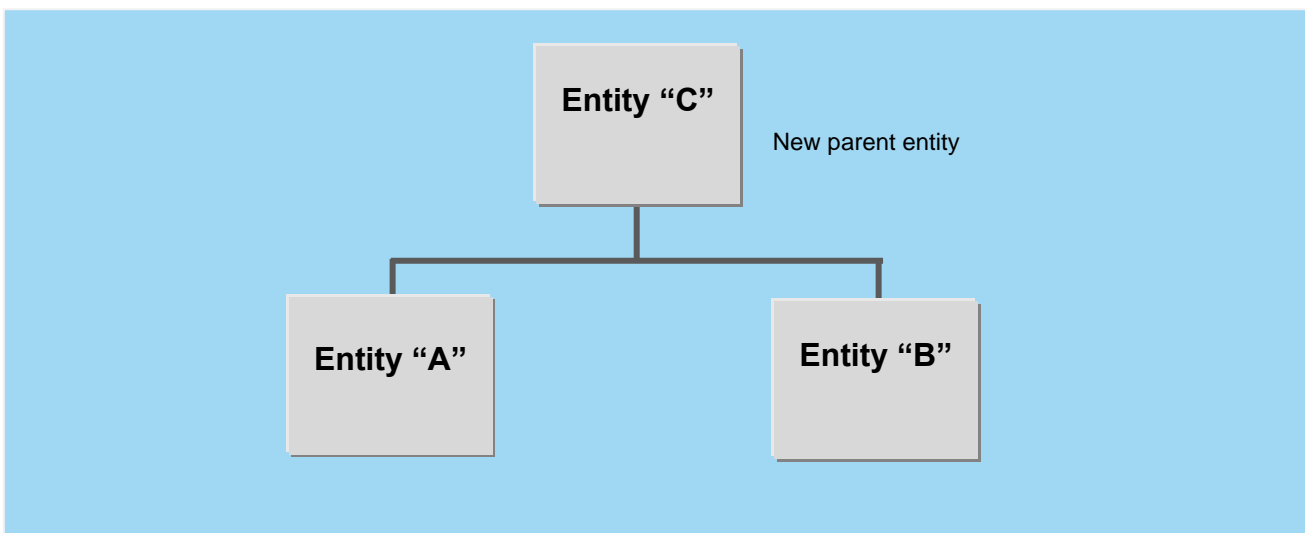 Entity “C”
New parent entity
Entity “A”
Entity “B”